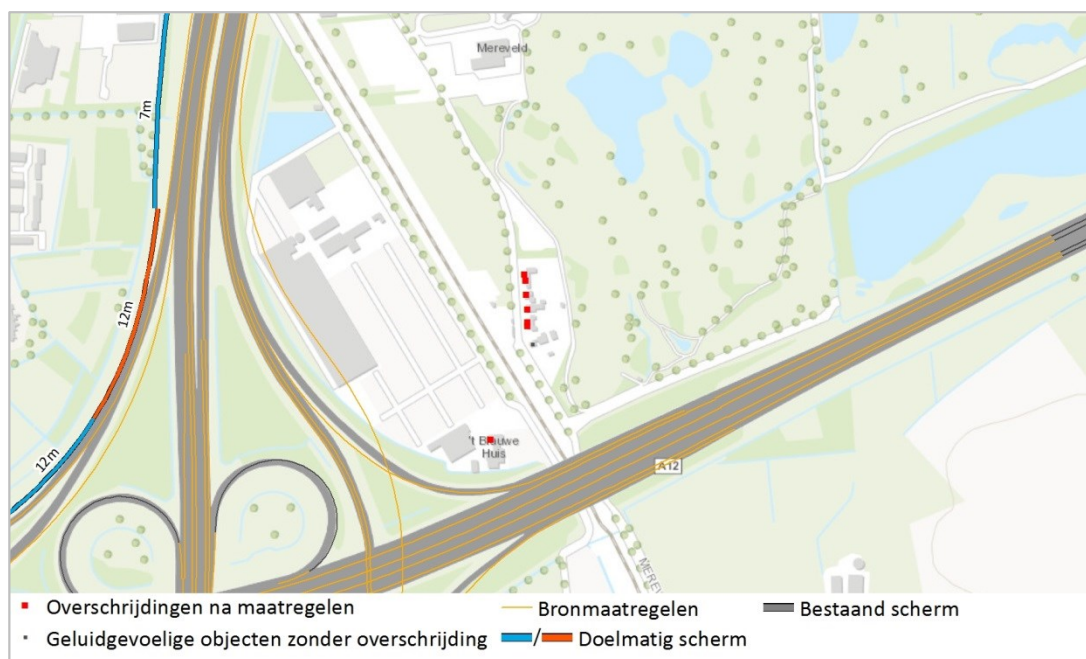 Mereveld
7m
12m
12m
't Blauwe
Huis
A12
MEREV
Overschrijdingen na maatregelen
Bronmaatregelen
Bestaand scherm
Geluidgevoelige objecten zonder overschrijding
/
Doelmatig scherm